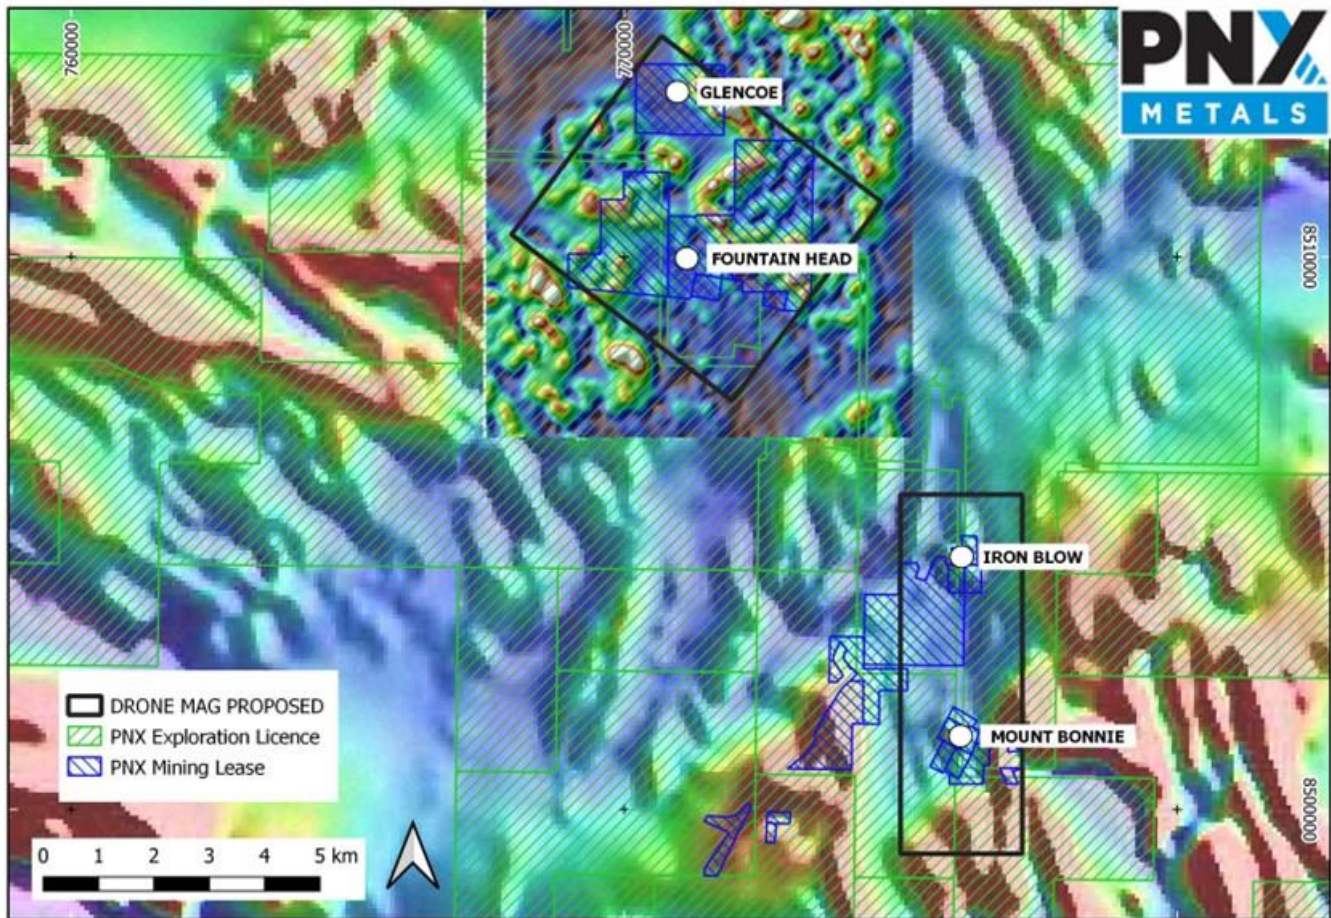 760000
770000
PNX
METALS
GLENCOE
FOUNTAIN HEAD
8510000
IRON BLOW
MOUNT BONNIE
DRONE MAG PROPOSED
PNX Exploration Licence
PNX Mining Lease
8500000
0 1 2 3 4 5 km